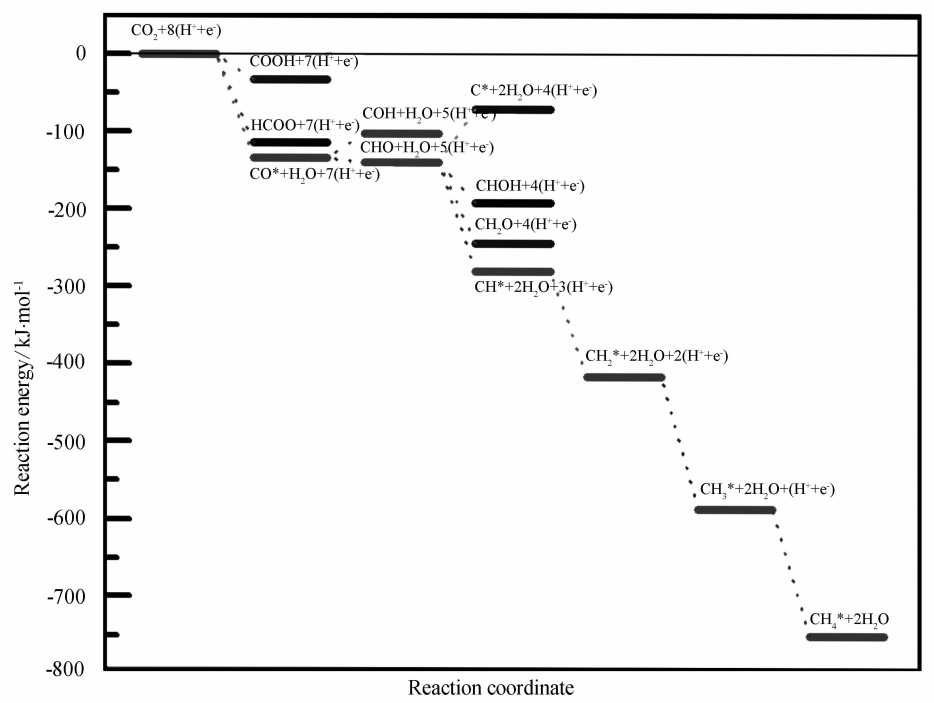 CO₂+8(H⁺+e⁻)
0
COOH+7(H⁺+e⁻)
C*+2H₂O+4(H⁺+e⁻)
COH+H₂O+5(H⁺+e⁻)
HCOO+7(H⁺+e⁻)
-100
CHO+H₂O+5(H⁺+e⁻)
CO*+H₂O+7(H⁺+e⁻)
CHOH+4(H⁺+e⁻)
-200
CH₂O+4(H⁺+e⁻)
-300
CH*+2H₂O+3(H⁺+e⁻)
CH₂*+2H₂O+2(H⁺+e⁻)
-400
Reaction energy/kJ·mol⁻¹
-500
CH₃*+2H₂O+(H⁺+e⁻)
-600
-700
CH₄*+2H₂O
-800
Reaction coordinate